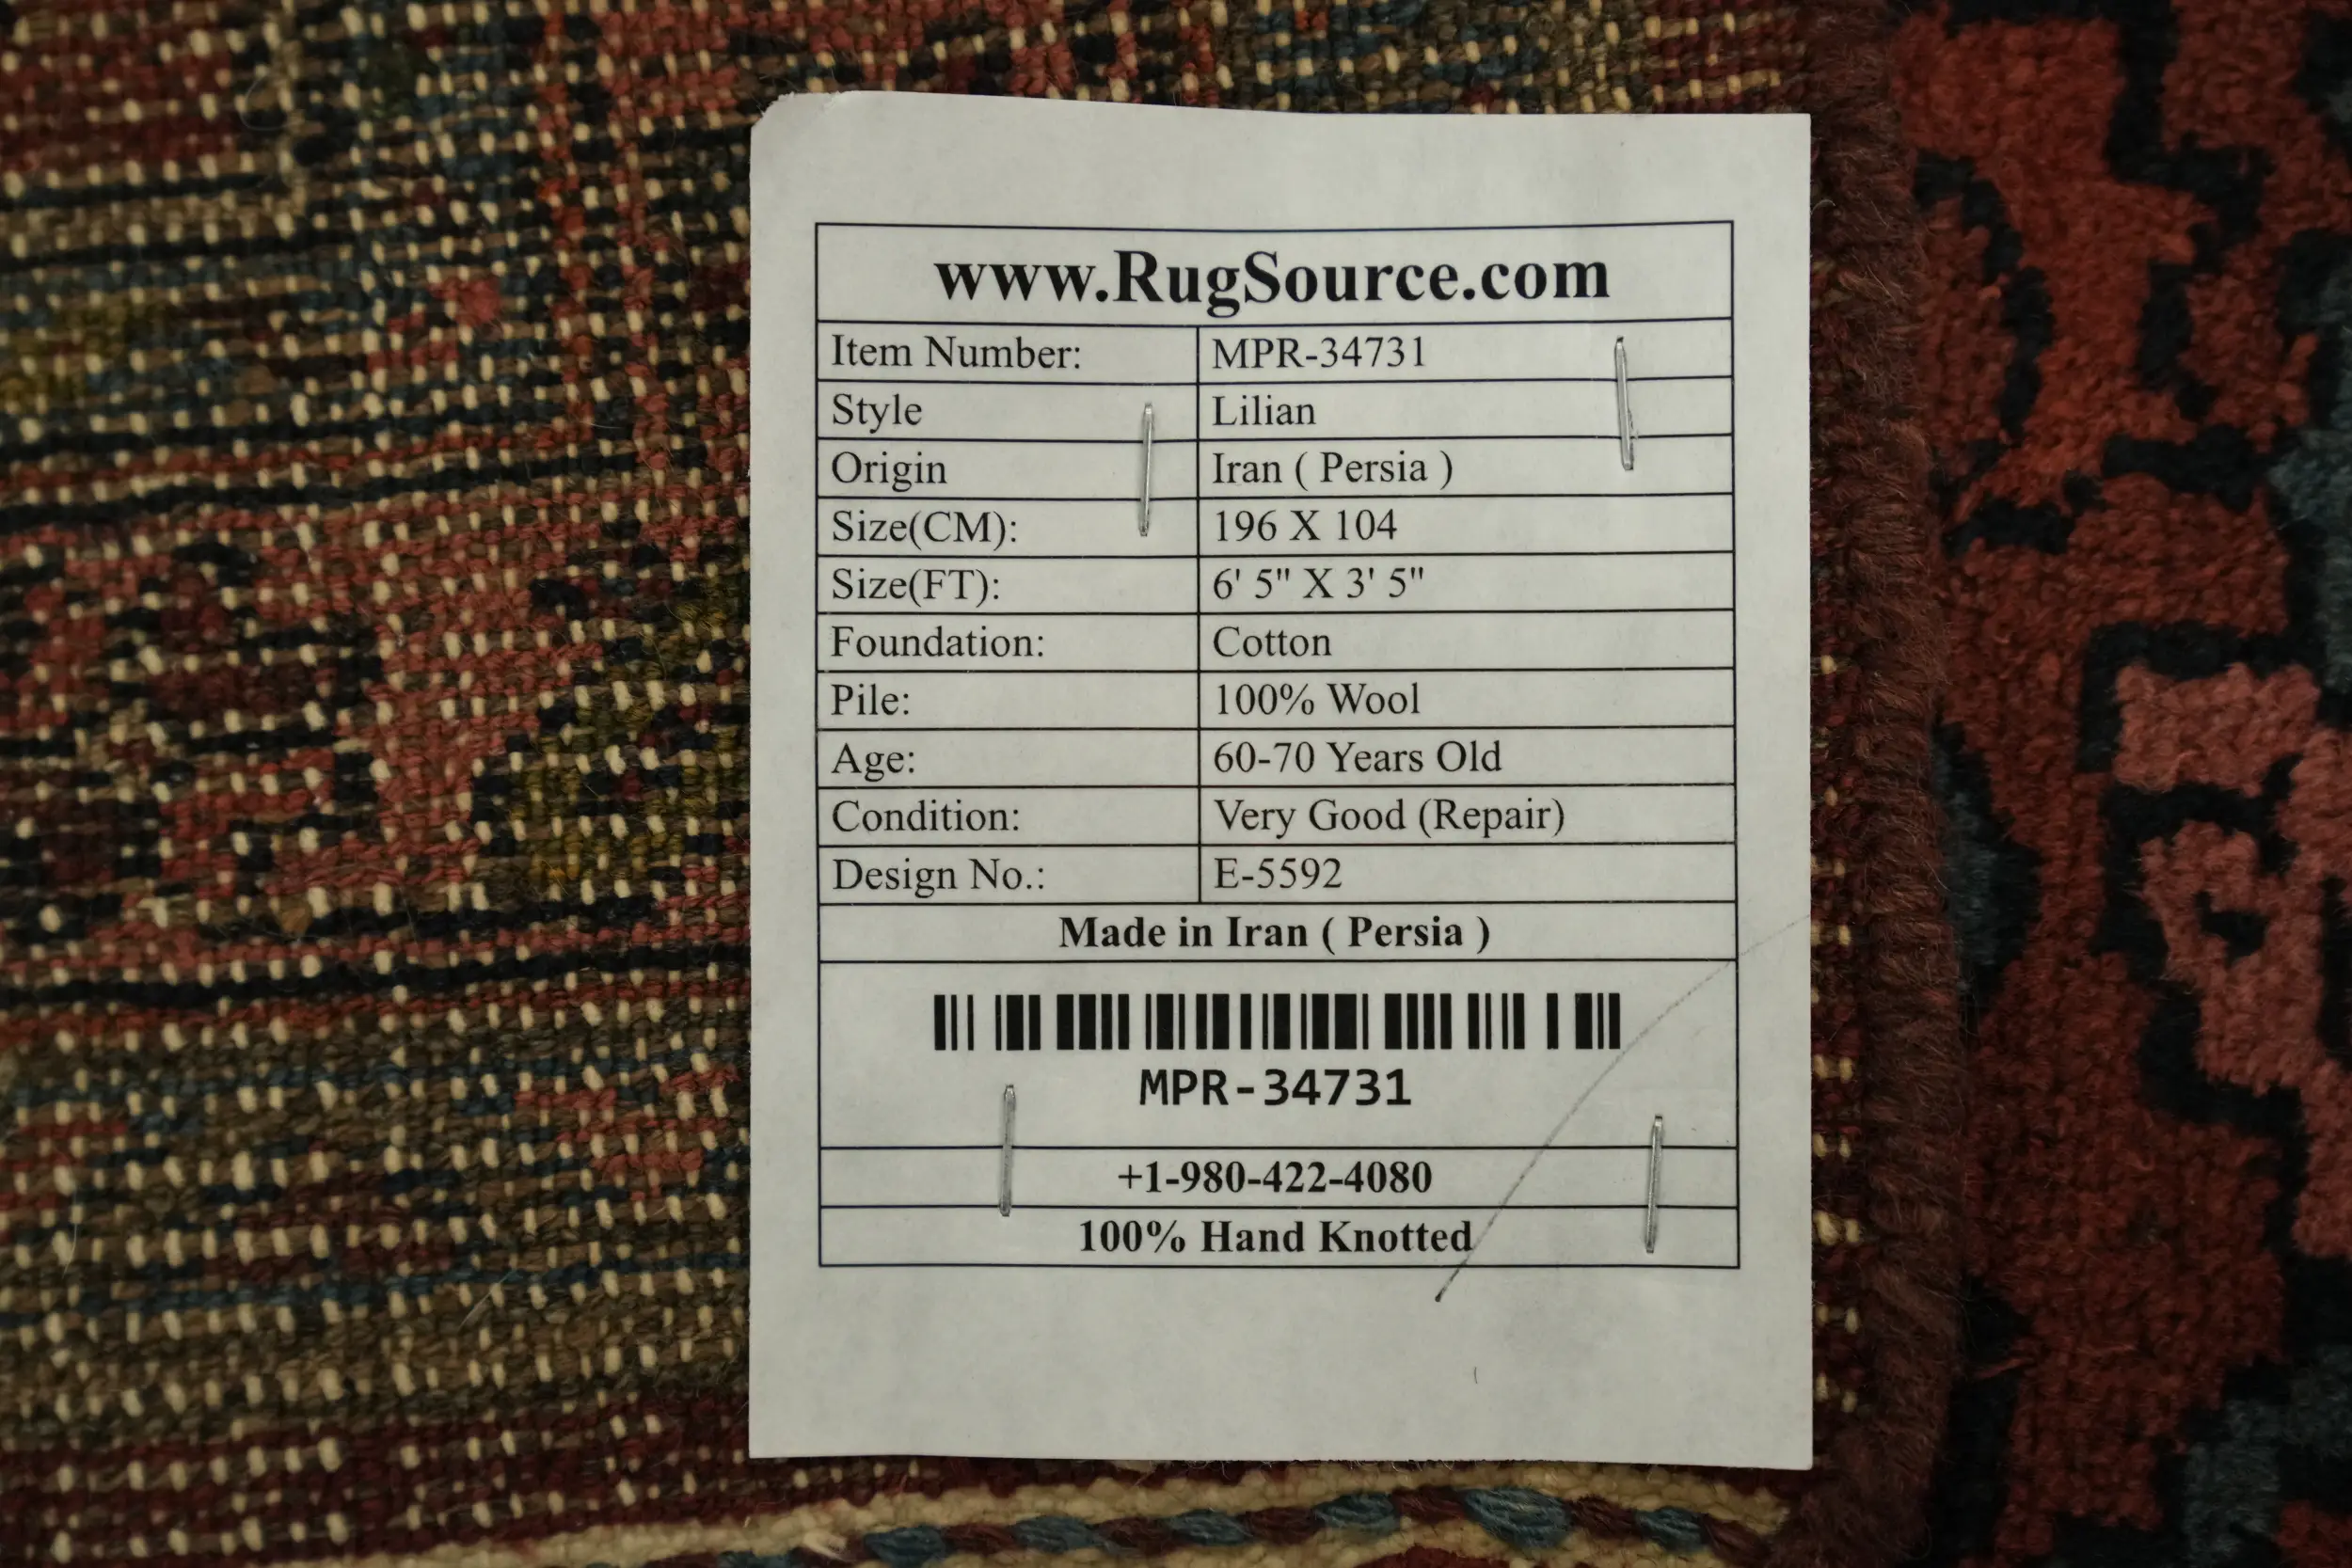 www.RugSource.com
Item Number: MPR-34731
Style Lilian
Origin Iran ( Persia )
Size(CM): 196 X 104
Size(FT): 6' 5" X 3' 5"
Foundation: Cotton
Pile: 100% Wool
Age: 60-70 Years Old
Condition: Very Good (Repair)
Design No.: E-5592
Made in Iran ( Persia )
MPR-34731
+1-980-422-4080
100% Hand Knotted